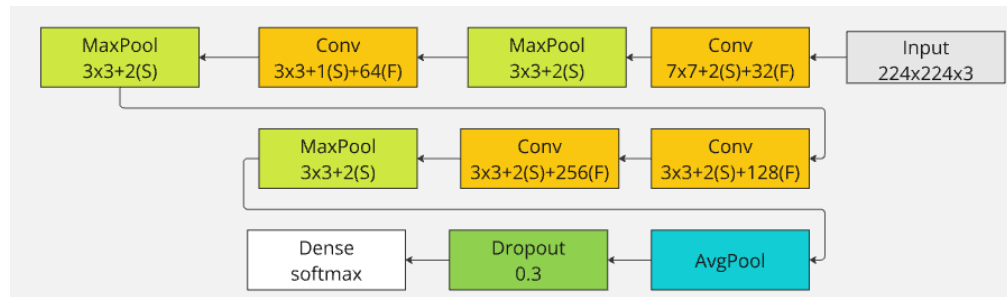 MaxPool
3x3+2(S)
Conv
3x3+1(S)+64(F)
MaxPool
3x3+2(S)
Conv
7x7+2(S)+32(F)
Input
224x224x3
MaxPool
3x3+2(S)
Conv
3x3+2(S)+256(F)
Conv
3x3+2(S)+128(F)
Dense
softmax
Dropout
0.3
AvgPool